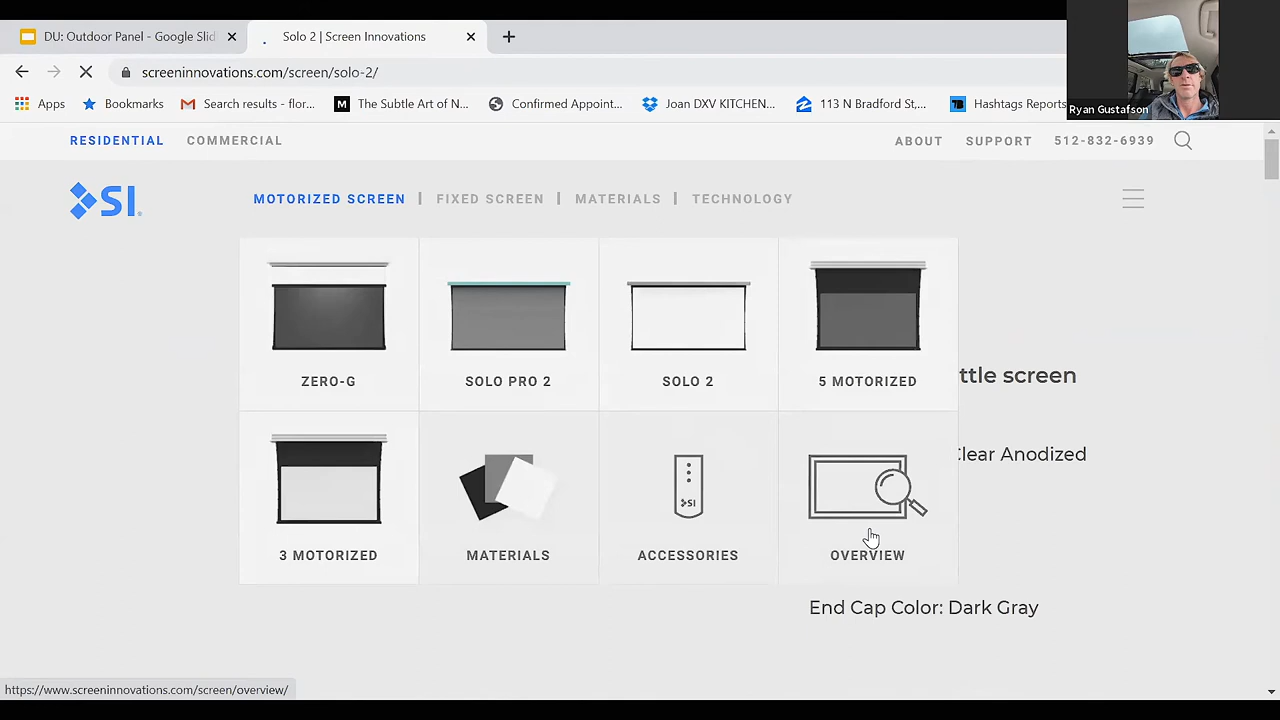 DU: Outdoor Panel - Google Slid
Solo 2 | Screen Innovations
screeninnovations.com/screen/solo-2/
Apps
Bookmarks
Search results - flor...
The Subtle Art of N...
Confirmed Appoint...
Joan DXV KITCHEN...
113 N Bradford St,...
Hashtags Reports
Ryan Gustafson
RESIDENTIAL
COMMERCIAL
ABOUT
SUPPORT
512-832-6939
SI
MOTORIZED SCREEN | FIXED SCREEN | MATERIALS | TECHNOLOGY
ZERO-G
SOLO PRO 2
SOLO 2
5 MOTORIZED
ttle screen
Clear Anodized
3 MOTORIZED
MATERIALS
SI
ACCESSORIES
OVERVIEW
End Cap Color: Dark Gray
https://www.screeninnovations.com/screen/overview/